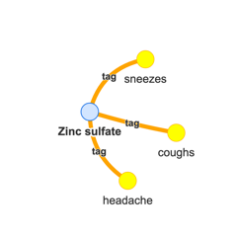 tag
sneezes
tag
Zinc sulfate
tag
coughs
headache